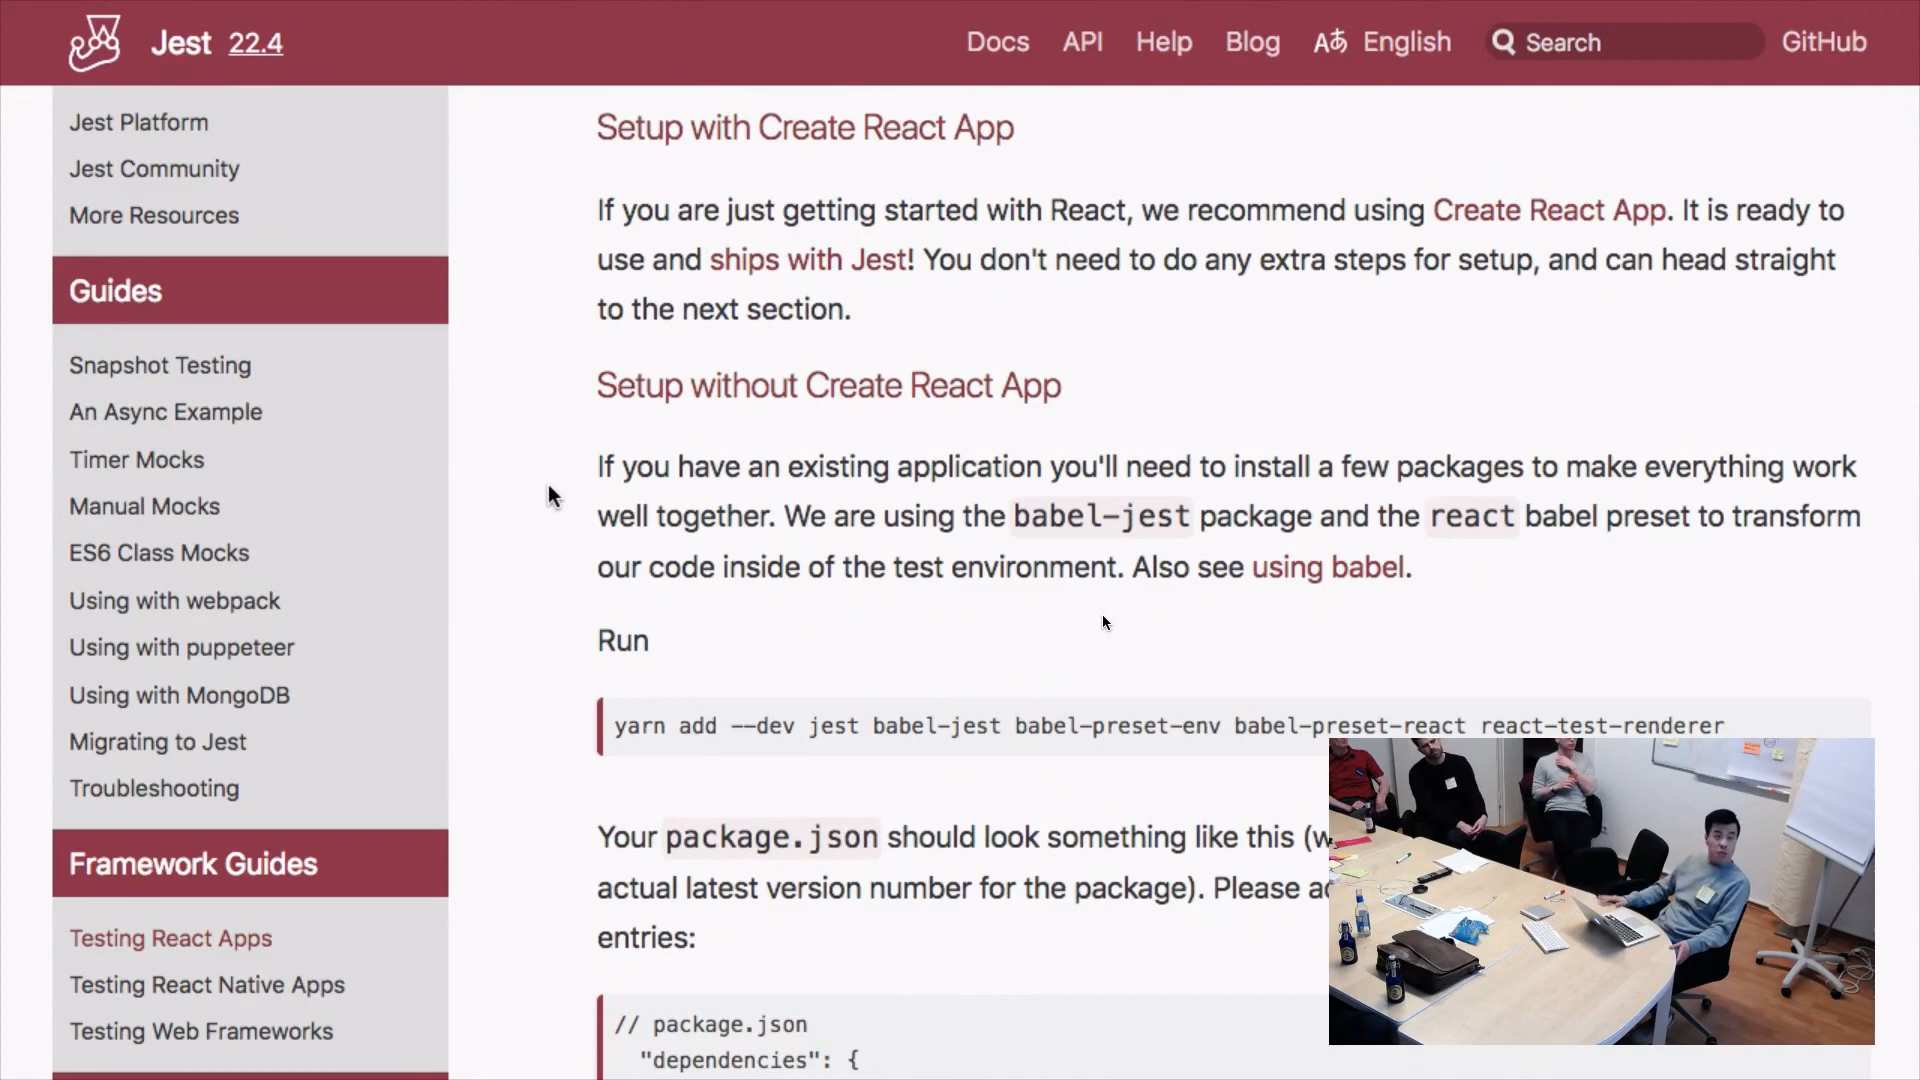 Jest 22.4
Docs API Help Blog Aあ English Search GitHub
Jest Platform
Jest Community
More Resources
Guides
Snapshot Testing
An Async Example
Timer Mocks
Manual Mocks
ES6 Class Mocks
Using with webpack
Using with puppeteer
Using with MongoDB
Migrating to Jest
Troubleshooting
Framework Guides
Testing React Apps
Testing React Native Apps
Testing Web Frameworks
Setup with Create React App
If you are just getting started with React, we recommend using Create React App. It is ready to
use and ships with Jest! You don't need to do any extra steps for setup, and can head straight
to the next section.
Setup without Create React App
If you have an existing application you'll need to install a few packages to make everything work
well together. We are using the babel-jest package and the react babel preset to transform
our code inside of the test environment. Also see using babel.
Run
yarn add --dev jest babel-jest babel-preset-env babel-preset-react react-test-renderer
Your package.json should look something like this (
actual latest version number for the package). Please
entries:
// package.json
"dependencies": {